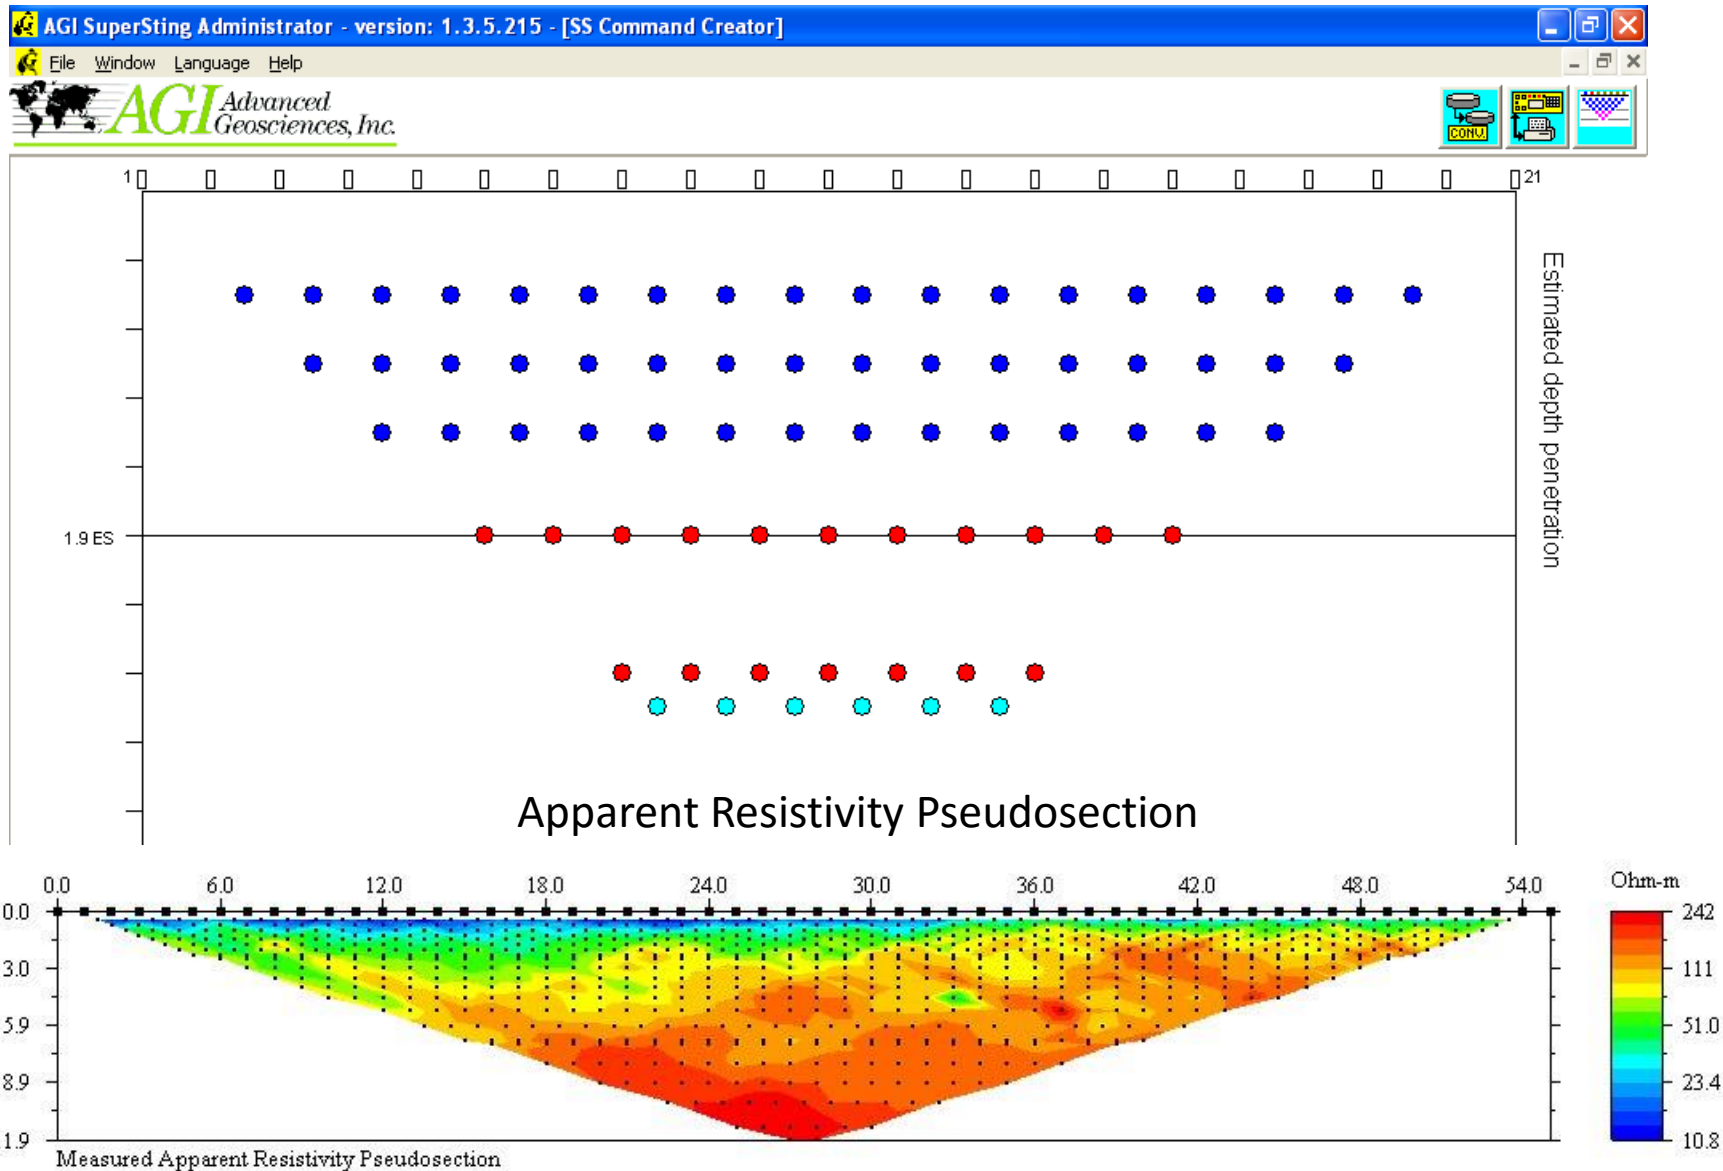 AGI SuperSting Administrator - version: 1.3.5.215 - [SS Command Creator]
File Window Language Help
AGI Advanced
Geosciences, Inc.
CONV.
1 21
Estimated depth penetration
1.9 ES
Apparent Resistivity Pseudosection
0.0 6.0 12.0 18.0 24.0 30.0 36.0 42.0 48.0 54.0 Ohm-m
0.0 242
3.0 111
5.9 51.0
8.9 23.4
1.9 10.8
Measured Apparent Resistivity Pseudosection